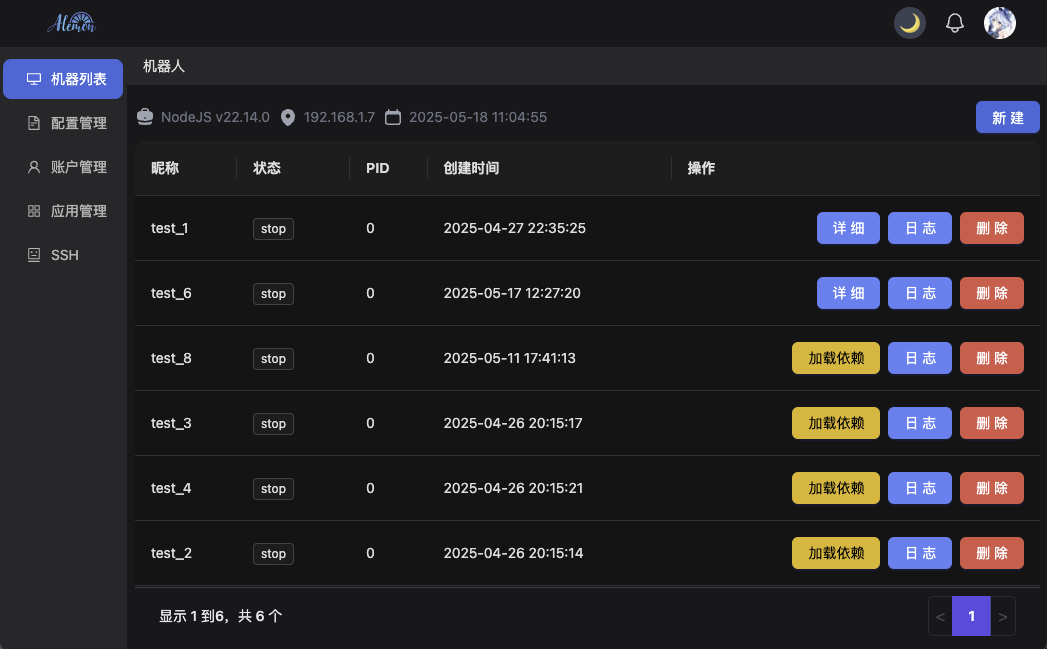 Alemon
机器列表
配置管理
账户管理
应用管理
SSH
机器人
NodeJS v22.14.0 192.168.1.7 2025-05-18 11:04:55 新 建
昵称 状态 PID 创建时间 操作
test_1 stop 0 2025-04-27 22:35:25 详 细 日 志 删 除
test_6 stop 0 2025-05-17 12:27:20 详 细 日 志 删 除
test_8 stop 0 2025-05-11 17:41:13 加载依赖 日 志 删 除
test_3 stop 0 2025-04-26 20:15:17 加载依赖 日 志 删 除
test_4 stop 0 2025-04-26 20:15:21 加载依赖 日 志 删 除
test_2 stop 0 2025-04-26 20:15:14 加载依赖 日 志 删 除
显示 1 到6，共 6 个 < 1 >